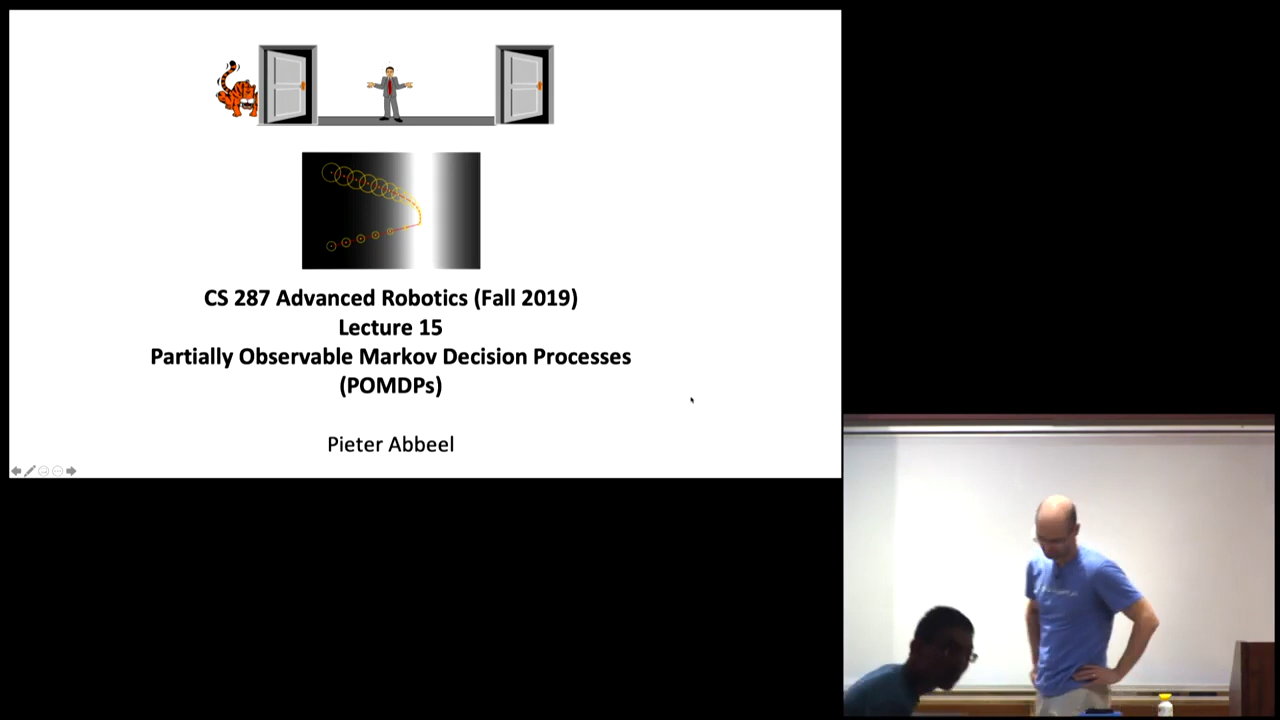 CS 287 Advanced Robotics (Fall 2019)
Lecture 15
Partially Observable Markov Decision Processes
(POMDPs)
Pieter Abbeel